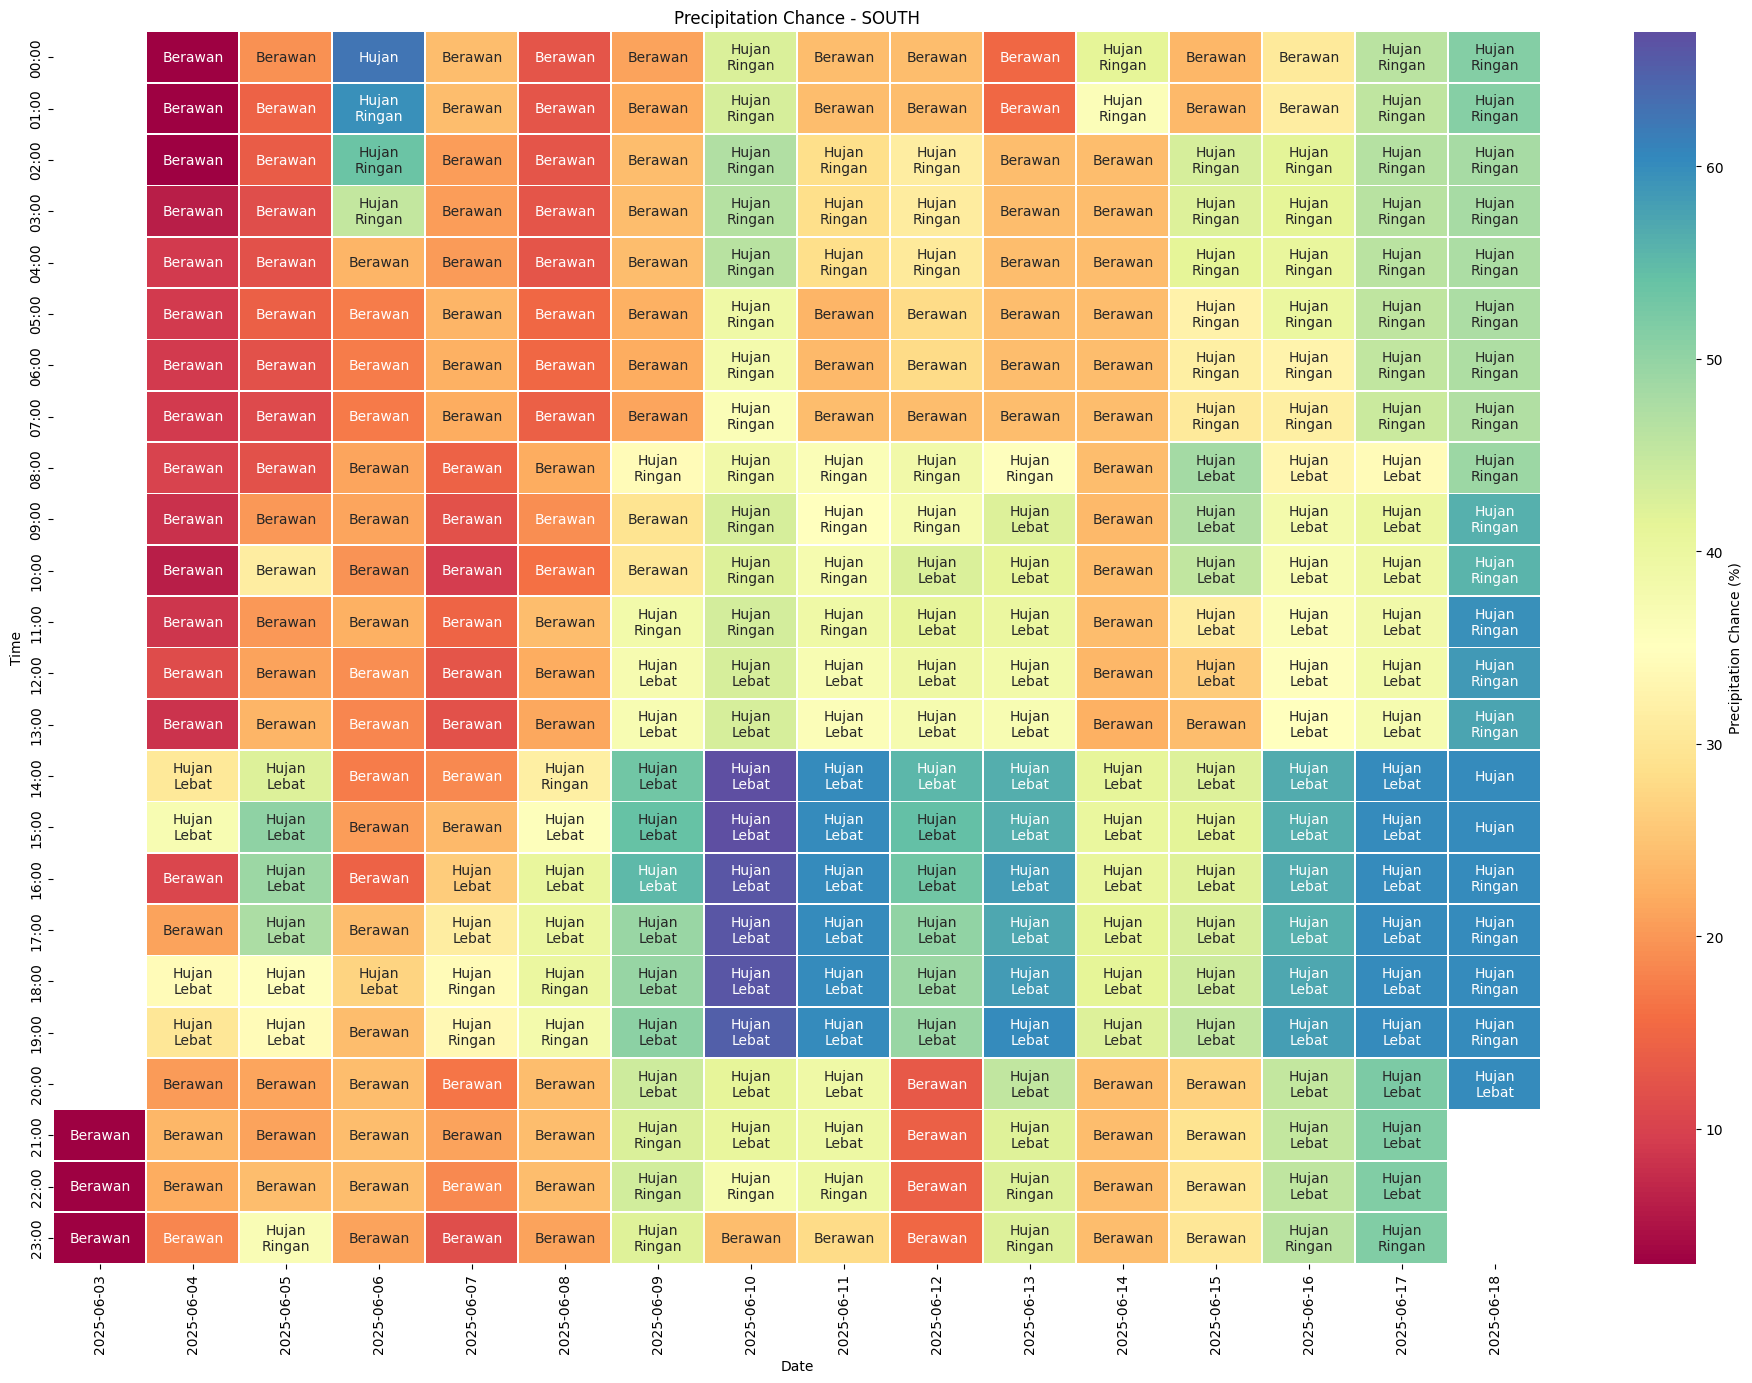 Precipitation Chance - SOUTH
Time
00:00 Berawan Berawan Hujan Berawan Berawan Berawan Hujan Ringan Berawan Berawan Berawan Hujan Ringan Berawan Berawan Hujan Ringan Hujan Ringan
01:00 Berawan Berawan Hujan Ringan Berawan Berawan Berawan Hujan Ringan Berawan Berawan Berawan Hujan Ringan Berawan Berawan Hujan Ringan Hujan Ringan
02:00 Berawan Berawan Hujan Ringan Berawan Berawan Berawan Hujan Ringan Hujan Ringan Hujan Ringan Berawan Berawan Hujan Ringan Hujan Ringan Hujan Ringan Hujan Ringan
03:00 Berawan Berawan Hujan Ringan Berawan Berawan Berawan Hujan Ringan Hujan Ringan Hujan Ringan Berawan Berawan Hujan Ringan Hujan Ringan Hujan Ringan Hujan Ringan
04:00 Berawan Berawan Berawan Berawan Berawan Berawan Hujan Ringan Hujan Ringan Hujan Ringan Berawan Berawan Hujan Ringan Hujan Ringan Hujan Ringan Hujan Ringan
05:00 Berawan Berawan Berawan Berawan Berawan Berawan Hujan Ringan Berawan Berawan Berawan Berawan Hujan Ringan Hujan Ringan Hujan Ringan Hujan Ringan
06:00 Berawan Berawan Berawan Berawan Berawan Berawan Hujan Ringan Berawan Berawan Berawan Berawan Hujan Ringan Hujan Ringan Hujan Ringan Hujan Ringan
07:00 Berawan Berawan Berawan Berawan Berawan Berawan Hujan Ringan Berawan Berawan Berawan Berawan Hujan Ringan Hujan Ringan Hujan Ringan Hujan Ringan
08:00 Berawan Berawan Berawan Berawan Berawan Hujan Ringan Hujan Ringan Hujan Ringan Hujan Ringan Hujan Ringan Berawan Hujan Lebat Hujan Lebat Hujan Lebat Hujan Ringan
09:00 Berawan Berawan Berawan Berawan Berawan Berawan Hujan Ringan Hujan Ringan Hujan Ringan Hujan Lebat Berawan Hujan Lebat Hujan Lebat Hujan Lebat Hujan Ringan
10:00 Berawan Berawan Berawan Berawan Berawan Berawan Hujan Ringan Hujan Ringan Hujan Lebat Hujan Lebat Berawan Hujan Lebat Hujan Lebat Hujan Lebat Hujan Ringan
11:00 Berawan Berawan Berawan Berawan Berawan Hujan Ringan Hujan Ringan Hujan Ringan Hujan Lebat Hujan Lebat Berawan Hujan Lebat Hujan Lebat Hujan Lebat Hujan Ringan
12:00 Berawan Berawan Berawan Berawan Berawan Hujan Lebat Hujan Lebat Hujan Lebat Hujan Lebat Hujan Lebat Berawan Hujan Lebat Hujan Lebat Hujan Lebat Hujan Ringan
13:00 Berawan Berawan Berawan Berawan Berawan Hujan Lebat Hujan Lebat Hujan Lebat Hujan Lebat Hujan Lebat Berawan Berawan Hujan Lebat Hujan Lebat Hujan Ringan
14:00 Hujan Lebat Hujan Lebat Berawan Berawan Hujan Ringan Hujan Lebat Hujan Lebat Hujan Lebat Hujan Lebat Hujan Lebat Hujan Lebat Hujan Lebat Hujan Lebat Hujan Lebat Hujan
15:00 Hujan Lebat Hujan Lebat Berawan Berawan Hujan Lebat Hujan Lebat Hujan Lebat Hujan Lebat Hujan Lebat Hujan Lebat Hujan Lebat Hujan Lebat Hujan Lebat Hujan Lebat Hujan
16:00 Berawan Hujan Lebat Berawan Hujan Lebat Hujan Lebat Hujan Lebat Hujan Lebat Hujan Lebat Hujan Lebat Hujan Lebat Hujan Lebat Hujan Lebat Hujan Lebat Hujan Lebat Hujan Ringan
17:00 Berawan Hujan Lebat Berawan Hujan Lebat Hujan Lebat Hujan Lebat Hujan Lebat Hujan Lebat Hujan Lebat Hujan Lebat Hujan Lebat Hujan Lebat Hujan Lebat Hujan Lebat Hujan Ringan
18:00 Hujan Lebat Hujan Lebat Hujan Lebat Hujan Ringan Hujan Ringan Hujan Lebat Hujan Lebat Hujan Lebat Hujan Lebat Hujan Lebat Hujan Lebat Hujan Lebat Hujan Lebat Hujan Lebat Hujan Ringan
19:00 Hujan Lebat Hujan Lebat Berawan Hujan Ringan Hujan Ringan Hujan Lebat Hujan Lebat Hujan Lebat Hujan Lebat Hujan Lebat Hujan Lebat Hujan Lebat Hujan Lebat Hujan Lebat Hujan Ringan
20:00 Berawan Berawan Berawan Berawan Berawan Hujan Lebat Hujan Lebat Hujan Lebat Berawan Hujan Lebat Berawan Berawan Hujan Lebat Hujan Lebat Hujan Lebat
21:00 Berawan Berawan Berawan Berawan Berawan Berawan Hujan Ringan Hujan Lebat Hujan Lebat Berawan Hujan Lebat Berawan Berawan Hujan Lebat Hujan Lebat
22:00 Berawan Berawan Berawan Berawan Berawan Berawan Hujan Ringan Hujan Ringan Hujan Ringan Berawan Hujan Ringan Berawan Berawan Hujan Lebat Hujan Lebat
23:00 Berawan Berawan Hujan Ringan Berawan Berawan Berawan Hujan Ringan Berawan Berawan Berawan Hujan Ringan Berawan Berawan Hujan Ringan Hujan Ringan
2025-06-03 2025-06-04 2025-06-05 2025-06-06 2025-06-07 2025-06-08 2025-06-09 2025-06-10 2025-06-11 2025-06-12 2025-06-13 2025-06-14 2025-06-15 2025-06-16 2025-06-17 2025-06-18
Date
60
50
40
30
20
10
Precipitation Chance (%)